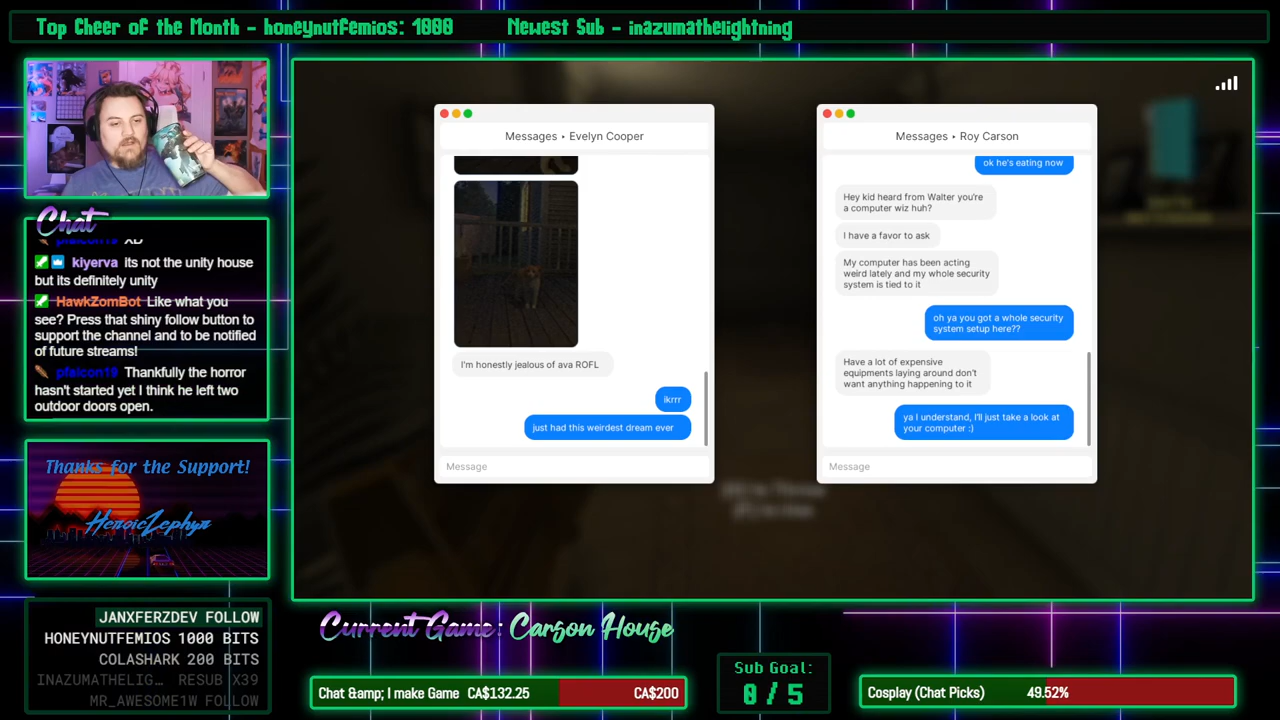 Top Cheer of the Month - honeynutfemios: 1000
Newest Sub - inazumathelightning
Chat
pfalcon19 XD
kiyerva its not the unity house
but its definitely unity
HawkZomBot Like what you
see? Press that shiny follow button to
support the channel and to be notified
of future streams!
pfalcon19 Thankfully the horror
hasn't started yet I think he left two
outdoor doors open.
Thanks for the Support!
HeroicZephyr
JANXFERZDEV FOLLOW
HONEYNUTFEMIOS 1000 BITS
COLASHARK 200 BITS
INAZUMATHELIG… RESUB X39
MR_AWESOME1W FOLLOW
Messages ‣ Evelyn Cooper
I'm honestly jealous of ava ROFL
ikrrr
just had this weirdest dream ever
Message
Messages ‣ Roy Carson
ok he's eating now
Hey kid heard from Walter you're
a computer wiz huh?
I have a favor to ask
My computer has been acting
weird lately and my whole security
system is tied to it
oh ya you got a whole security
system setup here??
Have a lot of expensive
equipments laying around don't
want anything happening to it
ya I understand, I'll just take a look at
your computer :)
Message
Current Game: Carson House
Chat &amp; I make Game CA$132.25 CA$200
Sub Goal:
0 / 5
Cosplay (Chat Picks) 49.52%